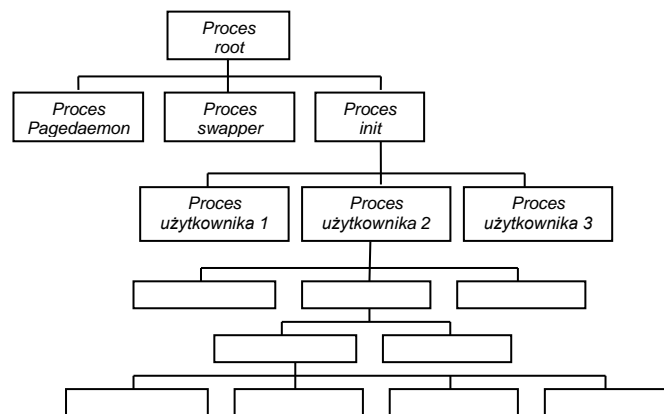 Proces
root
Proces
Pagedaemon
Proces
swapper
Proces
init
Proces
użytkownika 1
Proces
użytkownika 2
Proces
użytkownika 3